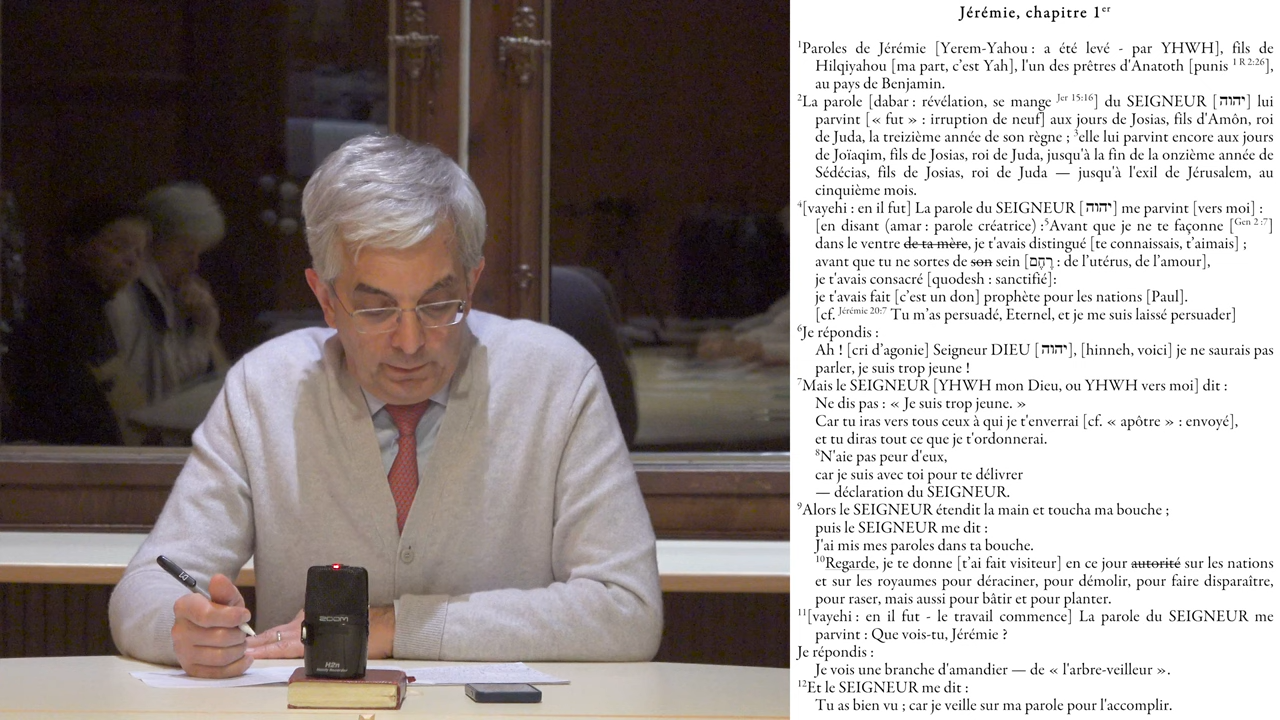 Jérémie, chapitre 1er
1Paroles de Jérémie [Yerem-Yahou : a été levé - par YHWH], fils de
Hilqiyahou [ma part, c'est Yah], l'un des prêtres d'Anatoth [punis 1 R 2:26],
au pays de Benjamin.
2La parole [dabar : révélation, se mange Jer 15:16] du SEIGNEUR [יהוה] lui
parvint [« fut » : irruption de neuf] aux jours de Josias, fils d'Amôn, roi
de Juda, la treizième année de son règne ; 3elle lui parvint encore aux jours
de Joïaqim, fils de Josias, roi de Juda, jusqu'à la fin de la onzième année de
Sédécias, fils de Josias, roi de Juda — jusqu'à l'exil de Jérusalem, au
cinquième mois.
4[vayehi : en il fut] La parole du SEIGNEUR [יהוה] me parvint [vers moi] :
[en disant (amar : parole créatrice) :5Avant que je ne te façonne [Gen 2 :7]
dans le ventre de ta mère, je t'avais distingué [te connaissais, t'aimais] ;
avant que tu ne sortes de son sein [רֶחֶם : de l'utérus, de l'amour],
je t'avais consacré [quodesh : sanctifié]:
je t'avais fait [c'est un don] prophète pour les nations [Paul].
[cf. Jérémie 20:7 Tu m'as persuadé, Eternel, et je me suis laissé persuader]
6Je répondis :
Ah ! [cri d'agonie] Seigneur DIEU [יהוה], [hinneh, voici] je ne saurais pas
parler, je suis trop jeune !
7Mais le SEIGNEUR [YHWH mon Dieu, ou YHWH vers moi] dit :
Ne dis pas : « Je suis trop jeune. »
Car tu iras vers tous ceux à qui je t'enverrai [cf. « apôtre » : envoyé],
et tu diras tout ce que je t'ordonnerai.
8N'aie pas peur d'eux,
car je suis avec toi pour te délivrer
— déclaration du SEIGNEUR.
9Alors le SEIGNEUR étendit la main et toucha ma bouche ;
puis le SEIGNEUR me dit :
J'ai mis mes paroles dans ta bouche.
10Regarde, je te donne [t'ai fait visiteur] en ce jour autorité sur les nations
et sur les royaumes pour déraciner, pour démolir, pour faire disparaître,
pour raser, mais aussi pour bâtir et pour planter.
11[vayehi : en il fut - le travail commence] La parole du SEIGNEUR me
parvint : Que vois-tu, Jérémie ?
Je répondis :
Je vois une branche d'amandier — de « l'arbre-veilleur ».
12Et le SEIGNEUR me dit :
Tu as bien vu ; car je veille sur ma parole pour l'accomplir.
ZOOM
H2n
Handy Recorder